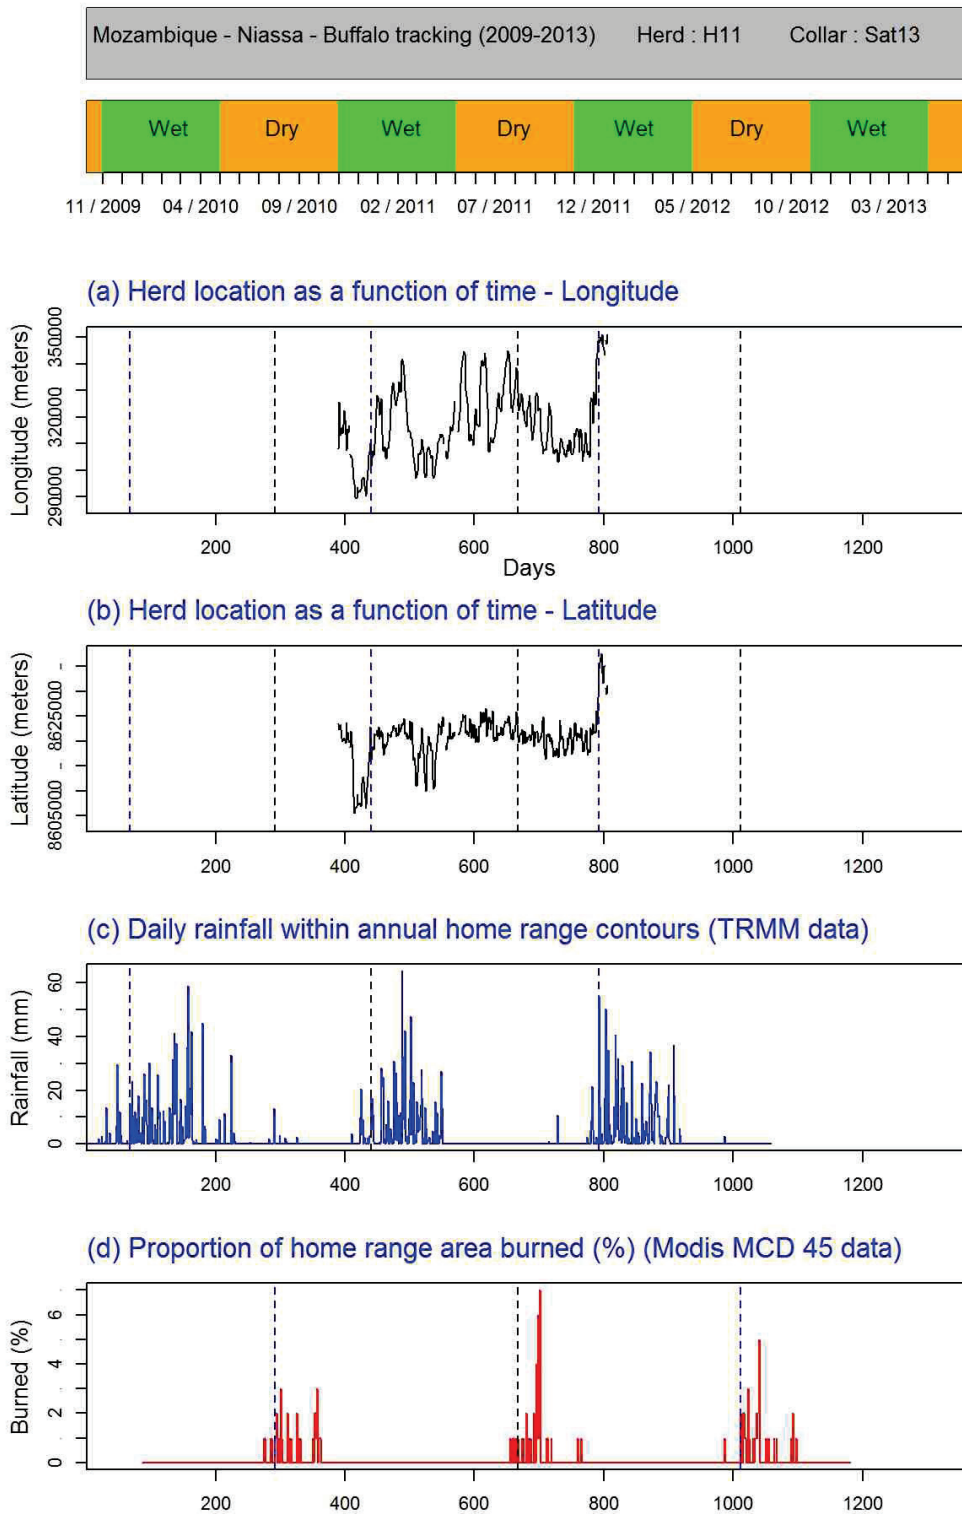 Mozambique - Niassa - Buffalo tracking (2009-2013) Herd : H11 Collar : Sat13
Wet Dry Wet Dry Wet Dry Wet
11 / 2009 04 / 2010 09 / 2010 02 / 2011 07 / 2011 12 / 2011 05 / 2012 10 / 2012 03 / 2013
(a) Herd location as a function of time - Longitude
Longitude (meters)
350000
320000
290000
200 400 600 800 1000 1200
Days
(b) Herd location as a function of time - Latitude
Latitude (meters)
8625000
8605000
200 400 600 800 1000 1200
(c) Daily rainfall within annual home range contours (TRMM data)
Rainfall (mm)
60
40
20
0
200 400 600 800 1000 1200
(d) Proportion of home range area burned (%) (Modis MCD 45 data)
Burned (%)
6
4
2
0
200 400 600 800 1000 1200